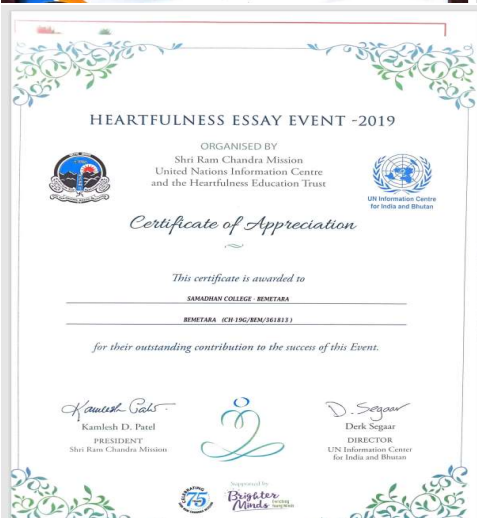 HEARTFULNESS ESSAY EVENT -2019
ORGANISED BY
Shri Ram Chandra Mission
United Nations Information Centre
and the Heartfulness Education Trust
UN Information Centre
for India and Bhutan
Certificate of Appreciation
This certificate is awarded to
SAMADHAN COLLEGE - BEMETARA
BEMETARA (CH-19G/BEM/361813 )
for their outstanding contribution to the success of this Event.
Kamlesh D. Patel
PRESIDENT
Shri Ram Chandra Mission
D. Segaar
Derk Segaar
DIRECTOR
UN Information Center
for India and Bhutan
Supported by
CELEBRATING
75
Brighter
Minds